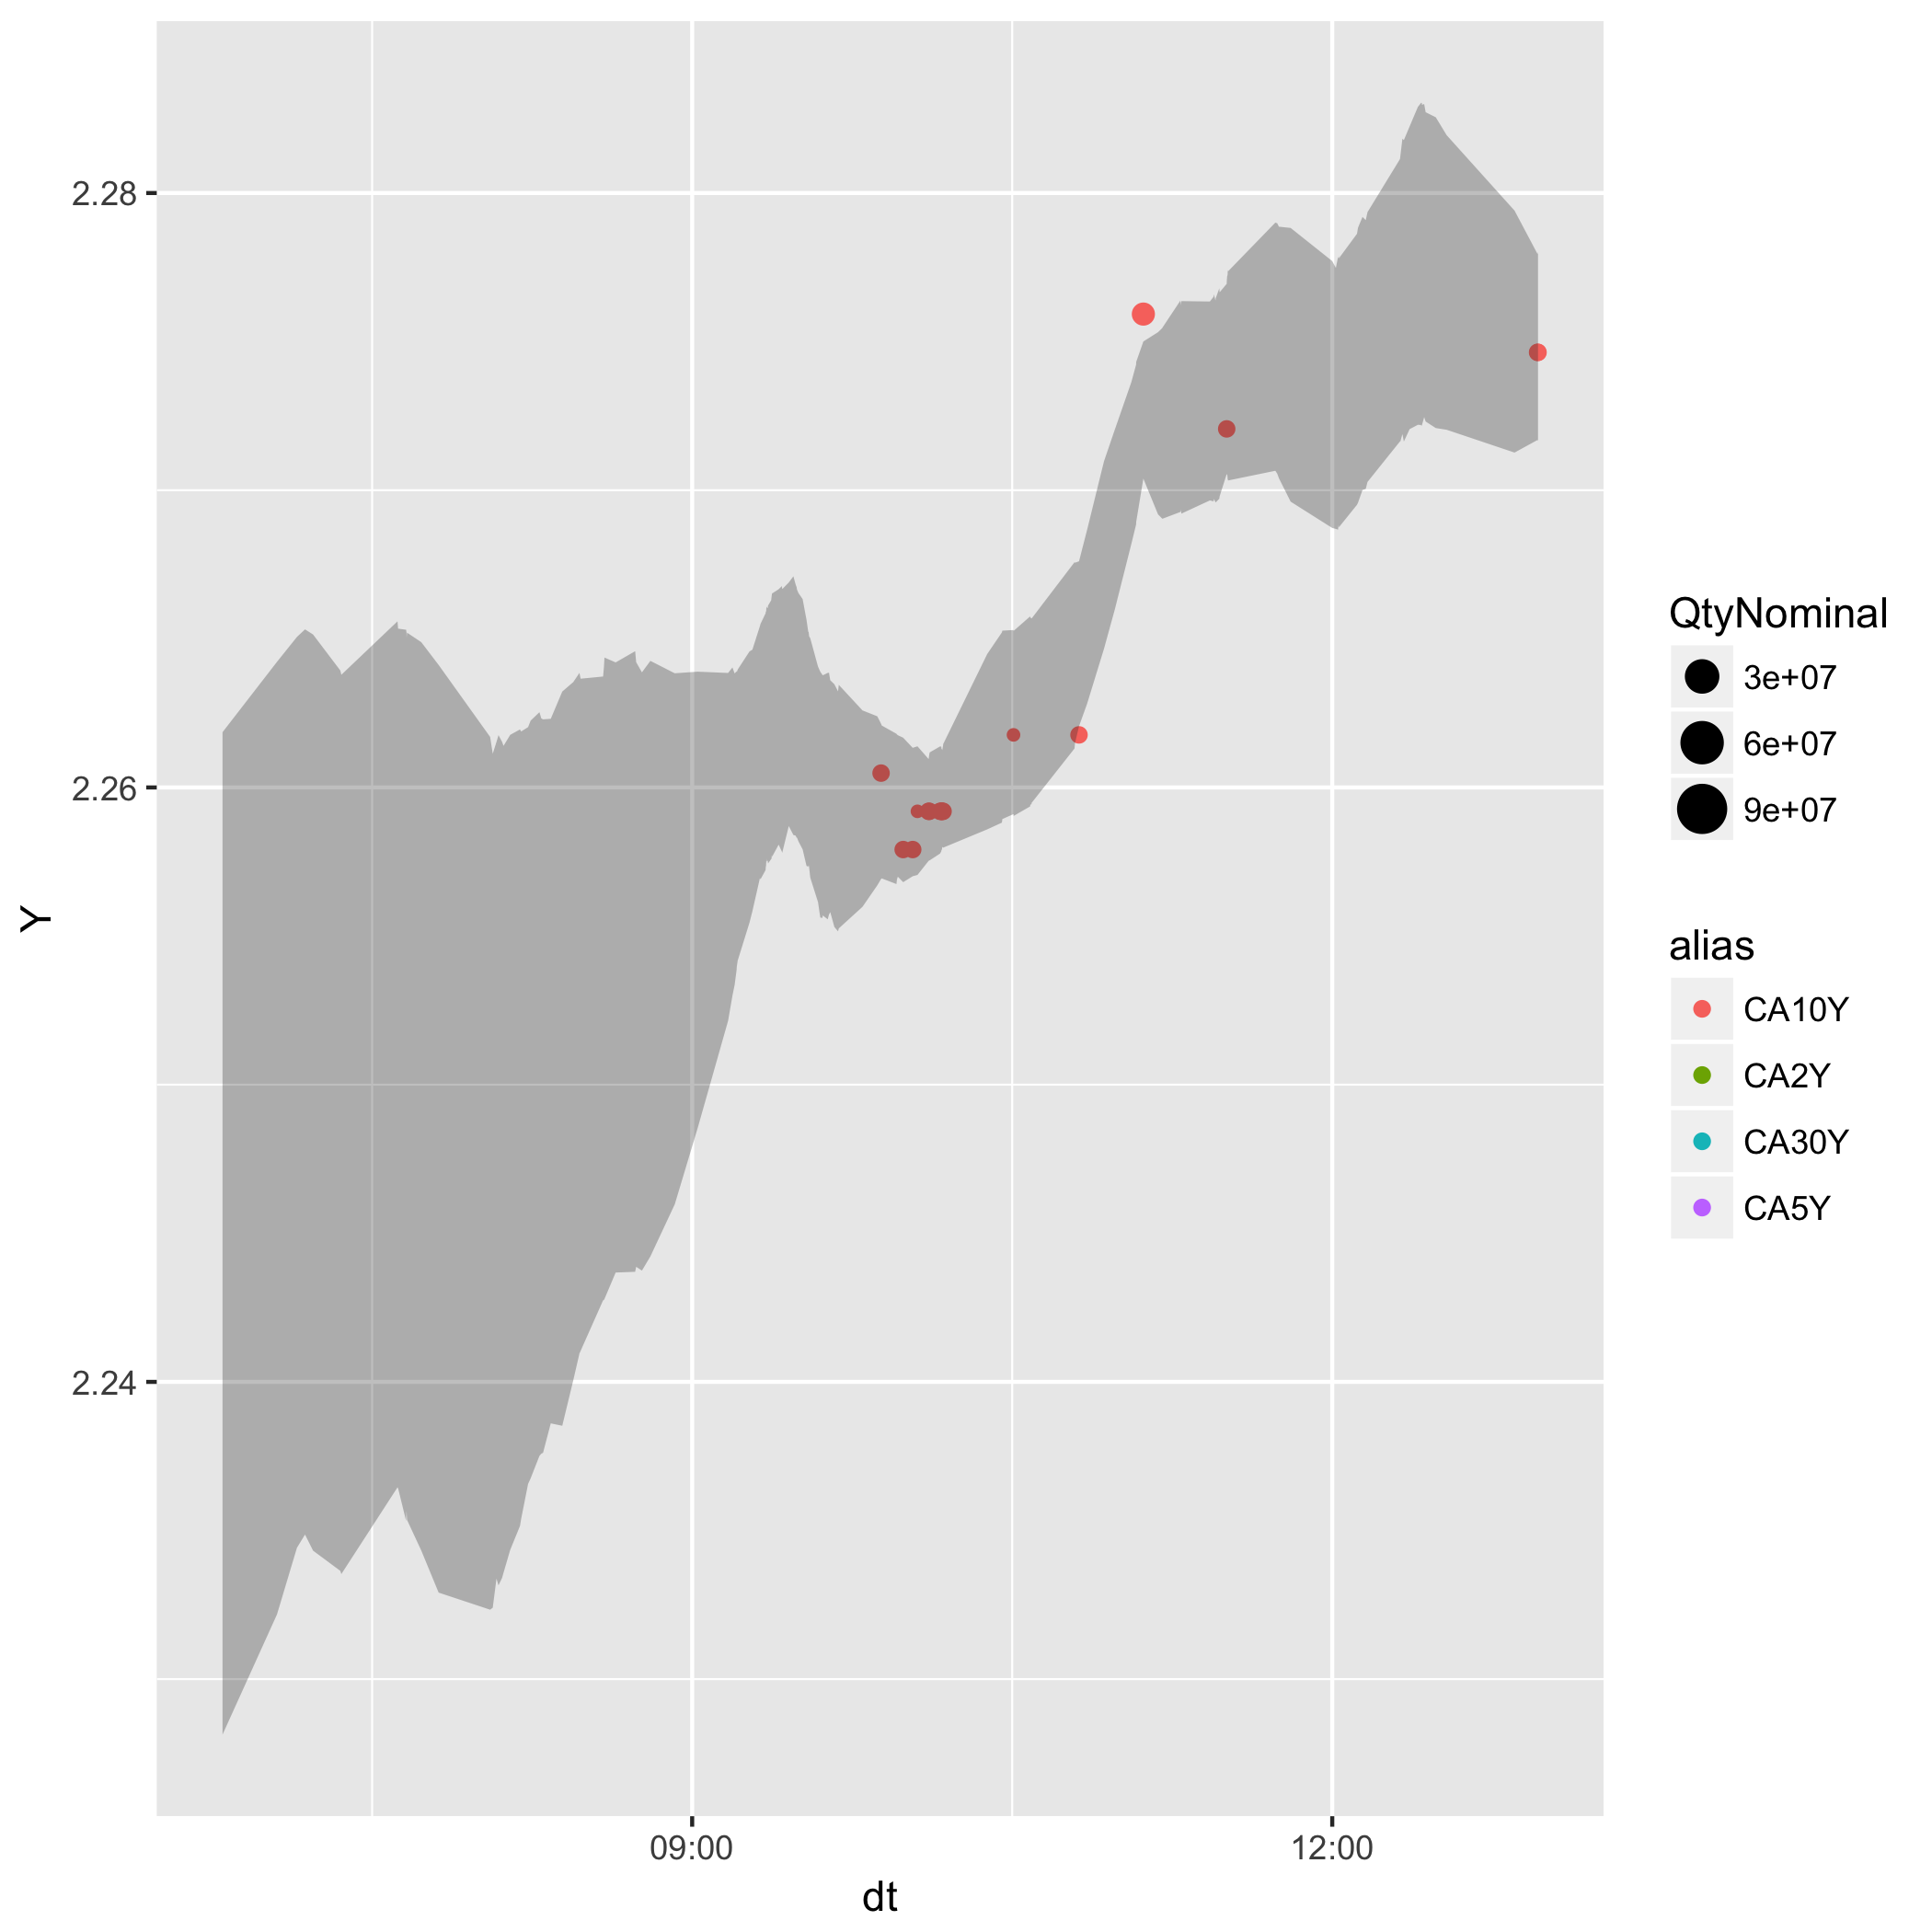 2.28
2.26
2.24
Y
09:00
12:00
dt
QtyNominal
3e+07
6e+07
9e+07
alias
CA10Y
CA2Y
CA30Y
CA5Y